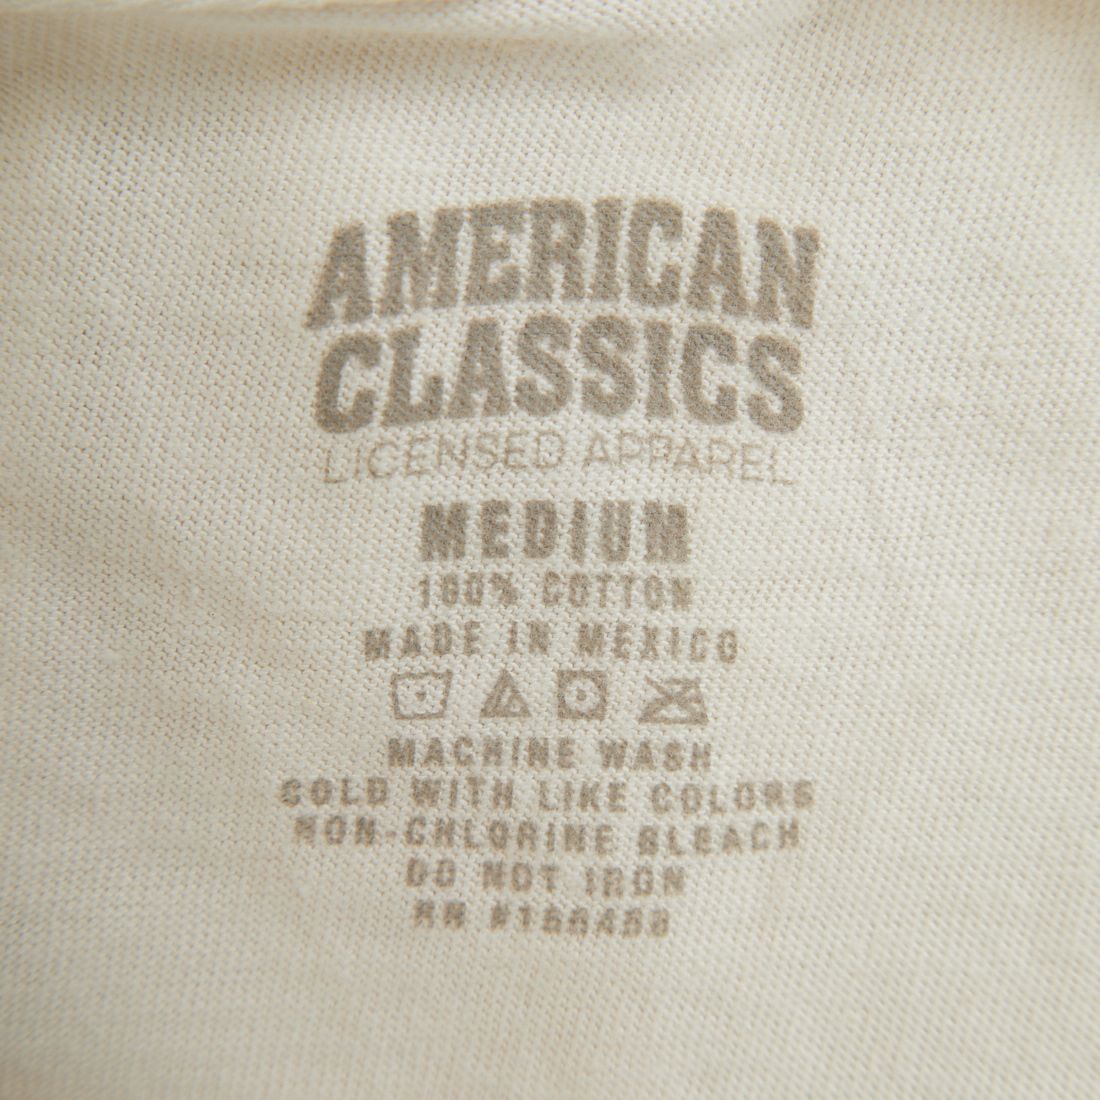 AMERICAN
CLASSICS
LICENSED APPAREL
MEDIUM
100% COTTON
MADE IN MEXICO
MACHINE WASH
COLD WITH LIKE COLORS
NON-CHLORINE BLEACH
DO NOT IRON
RN